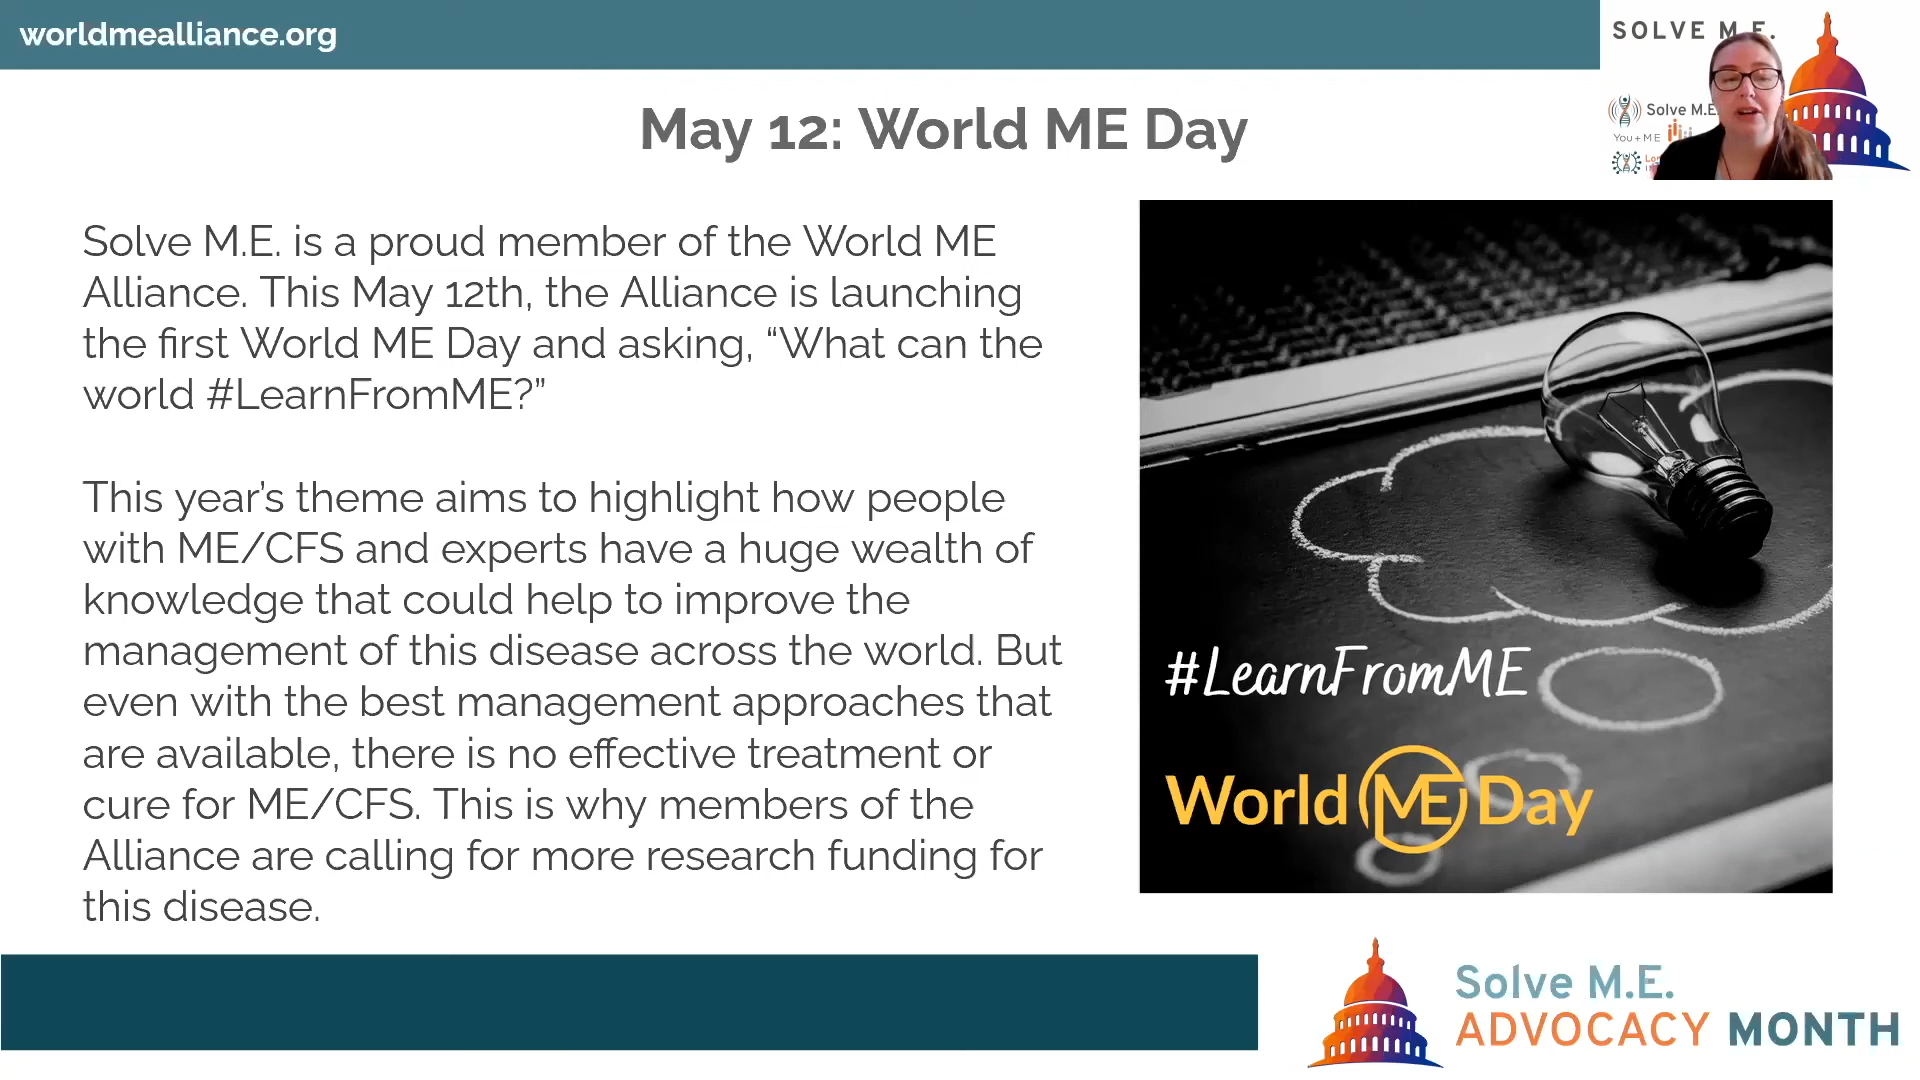 worldmealliance.org
SOLVE M.E.
Solve M.E.
You + ME
May 12: World ME Day
Solve M.E. is a proud member of the World ME
Alliance. This May 12th, the Alliance is launching
the first World ME Day and asking, “What can the
world #LearnFromME?”
This year’s theme aims to highlight how people
with ME/CFS and experts have a huge wealth of
knowledge that could help to improve the
management of this disease across the world. But
even with the best management approaches that
are available, there is no effective treatment or
cure for ME/CFS. This is why members of the
Alliance are calling for more research funding for
this disease.
#LearnFromME
World ME Day
Solve M.E.
ADVOCACY MONTH